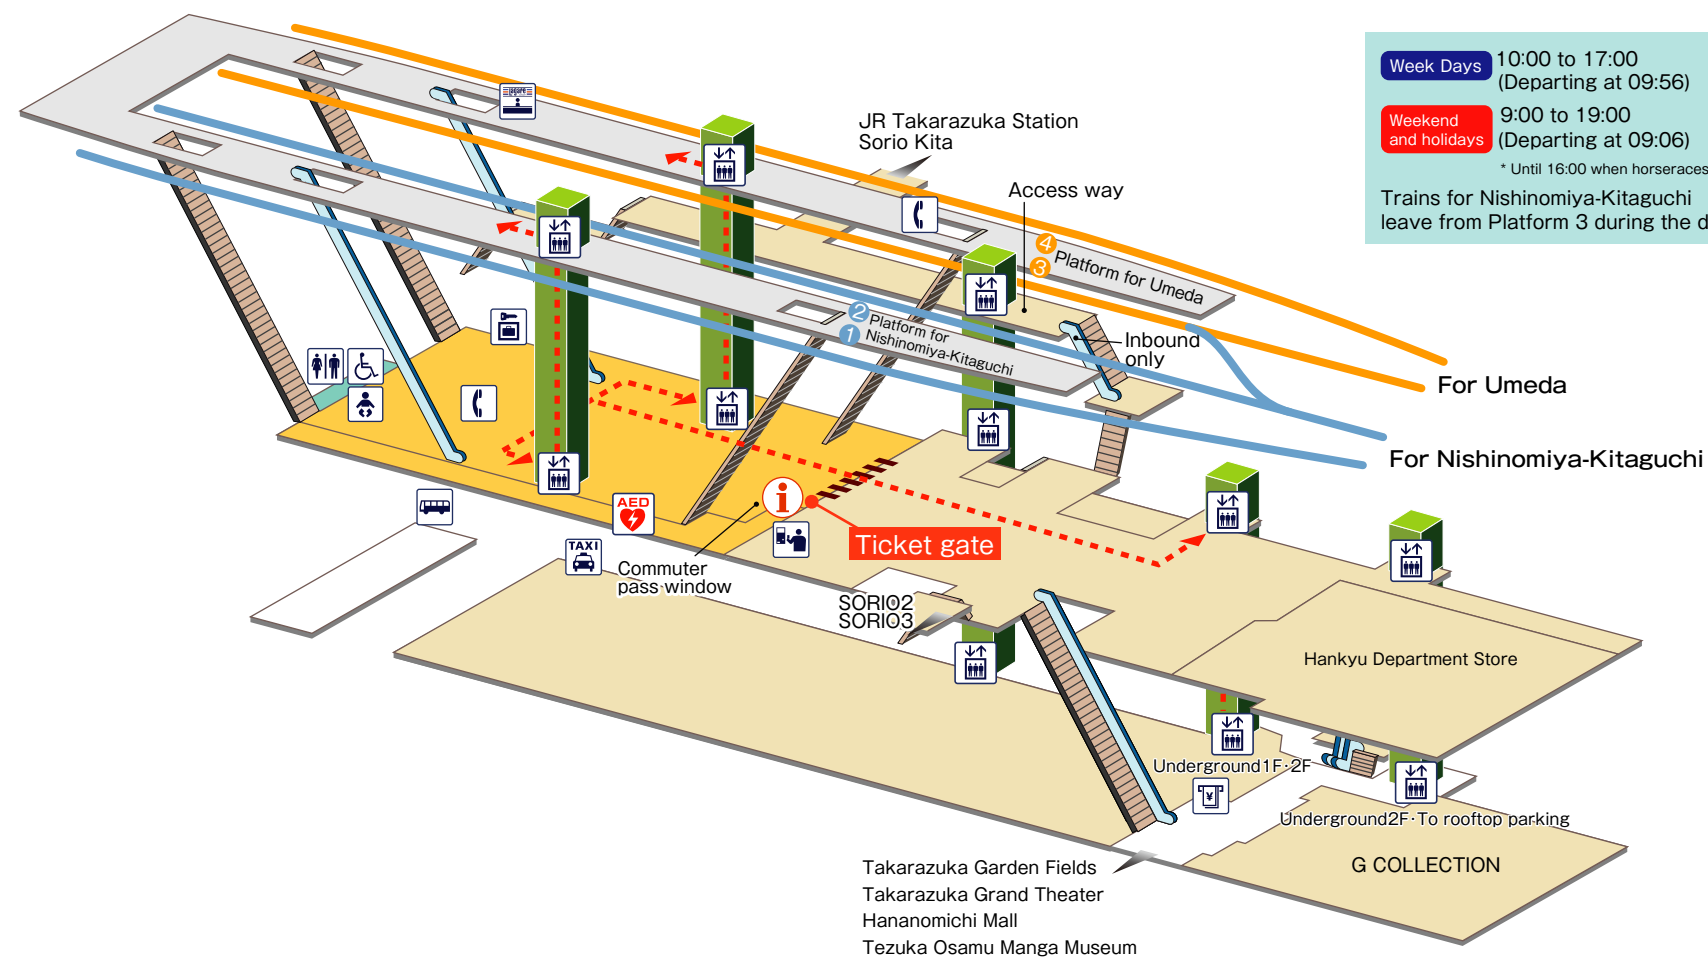 Week Days
10:00 to 17:00
(Departing at 09:56)
Weekend
and holidays
9:00 to 19:00
(Departing at 09:06)
* Until 16:00 when horseraces
Trains for Nishinomiya-Kitaguchi
leave from Platform 3 during the d
JR Takarazuka Station
Sorio Kita
Access way
4
3
Platform for Umeda
2
1
Platform for
Nishinomiya-Kitaguchi
Inbound
only
For Umeda
For Nishinomiya-Kitaguchi
AED
i
Ticket gate
TAXI
Commuter
pass window
SORIO2
SORIO3
Hankyu Department Store
Underground1F·2F
¥
Underground2F·To rooftop parking
G COLLECTION
Takarazuka Garden Fields
Takarazuka Grand Theater
Hananomichi Mall
Tezuka Osamu Manga Museum